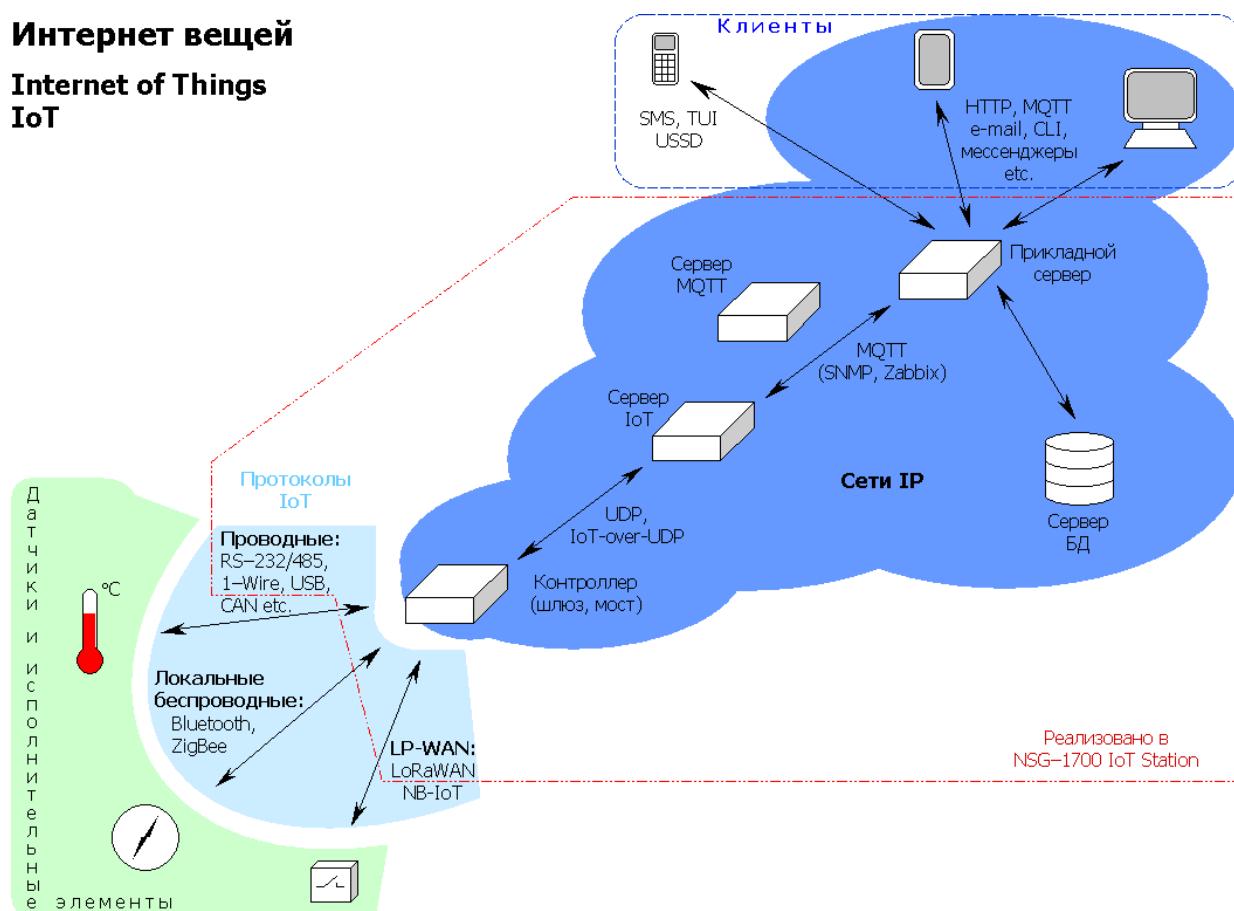 Интернет вещей
Internet of Things
IoT
Клиенты
SMS, TUI
USSD
HTTP, MQTT
e-mail, CLI,
мессенджеры
etc.
Прикладной
сервер
Сервер
MQTT
MQTT
(SNMP, Zabbix)
Сервер
IoT
Сети IP
Сервер
БД
UDP,
IoT-over-UDP
Контроллер
(шлюз, мост)
Протоколы
IoT
Проводные:
RS–232/485,
1–Wire, USB,
CAN etc.
°C
Локальные
беспроводные:
Bluetooth,
ZigBee
LP-WAN:
LoRaWAN
NB-IoT
Реализовано в
NSG–1700 IoT Station
Датчики и исполнительные
элементы